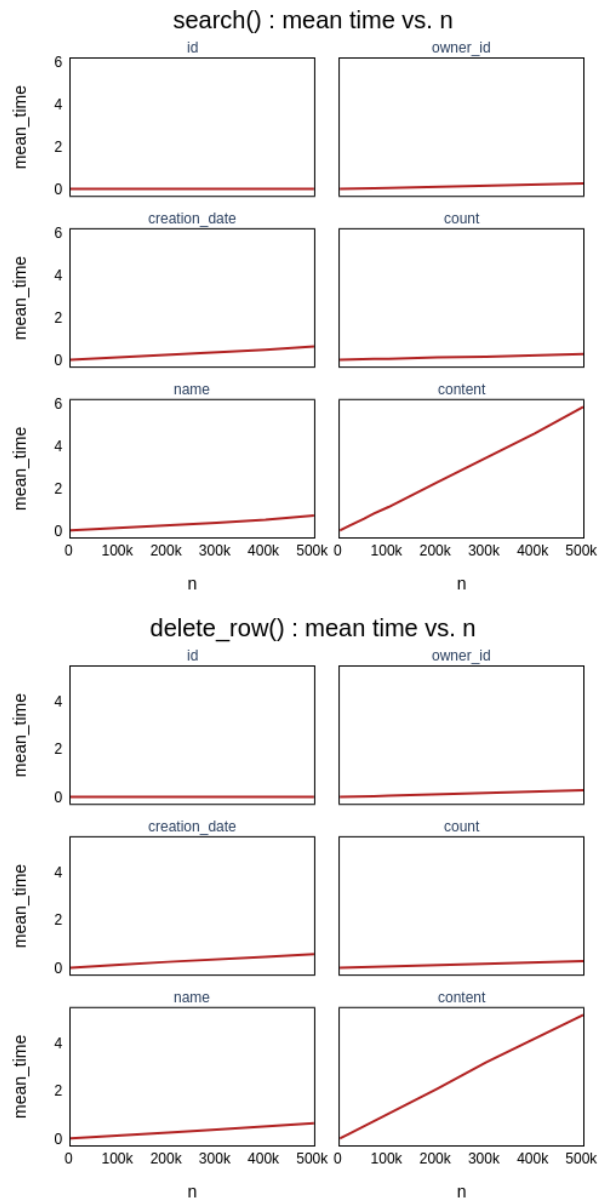 search() : mean time vs. n
id
owner_id
mean_time
6
4
2
0
creation_date
count
mean_time
6
4
2
0
name
content
mean_time
6
4
2
0
0 100k 200k 300k 400k 500k 0 100k 200k 300k 400k 500k
n
n
delete_row() : mean time vs. n
id
owner_id
mean_time
4
2
0
creation_date
count
mean_time
4
2
0
name
content
mean_time
4
2
0
0 100k 200k 300k 400k 500k 0 100k 200k 300k 400k 500k
n
n